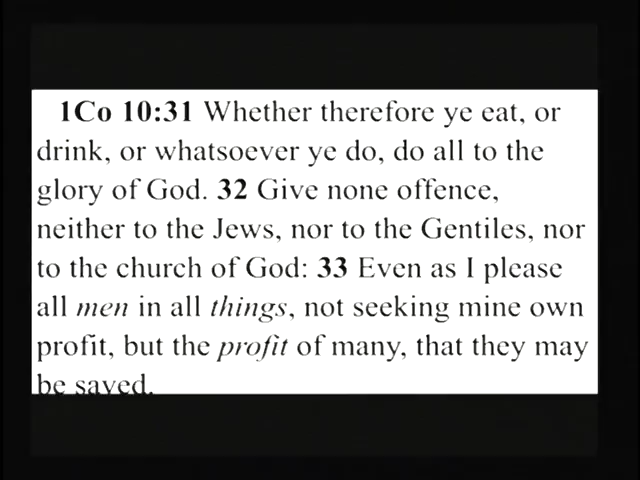 1Co 10:31 Whether therefore ye eat, or
drink, or whatsoever ye do, do all to the
glory of God. 32 Give none offence,
neither to the Jews, nor to the Gentiles, nor
to the church of God: 33 Even as I please
all men in all things, not seeking mine own
profit, but the profit of many, that they may
be saved.